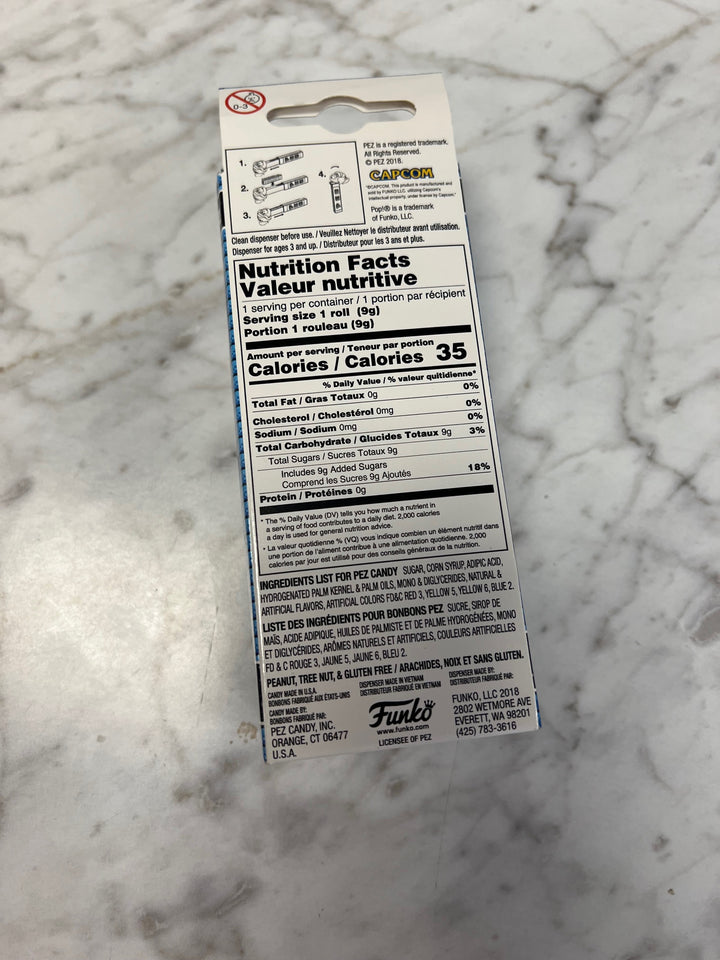 0-3
PEZ is a registered trademark.
All Rights Reserved.
© PEZ 2018.
CAPCOM
©CAPCOM. This product is manufactured and
sold by FUNKO LLC. utilizing Capcom's
intellectual property, under license by Capcom.
Pop!® is a trademark
of Funko, LLC.
1.
2.
3.
4.
Clean dispenser before use. / Veuillez Nettoyer le distributeur avant utilisation.
Dispenser for ages 3 and up. / Distributeur pour les 3 ans et plus.
Nutrition Facts
Valeur nutritive
1 serving per container / 1 portion par récipient
Serving size 1 roll (9g)
Portion 1 rouleau (9g)
Amount per serving / Teneur par portion
Calories / Calories 35
% Daily Value / % valeur quitidienne*
Total Fat / Gras Totaux 0g 0%
Cholesterol / Cholestérol 0mg 0%
Sodium / Sodium 0mg 0%
Total Carbohydrate / Glucides Totaux 9g 3%
Total Sugars / Sucres Totaux 9g
Includes 9g Added Sugars
Comprend les Sucres 9g Ajoutés 18%
Protein / Protéines 0g
* The % Daily Value (DV) tells you how much a nutrient in
a serving of food contributes to a daily diet. 2,000 calories
a day is used for general nutrition advice.
* La valeur quotidienne % (VQ) vous indique combien un élément nutritif dans
une portion de l'aliment contribue à une alimentation quotidienne. 2,000
calories par jour est utilisé pour des conseils généraux de la nutrition.
INGREDIENTS LIST FOR PEZ CANDY SUGAR, CORN SYRUP, ADIPIC ACID,
HYDROGENATED PALM KERNEL & PALM OILS, MONO & DIGLYCERIDES, NATURAL &
ARTIFICIAL FLAVORS, ARTIFICIAL COLORS FD&C RED 3, YELLOW 5, YELLOW 6, BLUE 2.
LISTE DES INGRÉDIENTS POUR BONBONS PEZ SUCRE, SIROP DE
MAÏS, ACIDE ADIPIQUE, HUILES DE PALMISTE ET DE PALME HYDROGÉNÉES, MONO
ET DIGLYCÉRIDES, ARÔMES NATURELS ET ARTIFICIELS, COULEURS ARTIFICIELLES
FD & C ROUGE 3, JAUNE 5, JAUNE 6, BLEU 2.
PEANUT, TREE NUT, & GLUTEN FREE / ARACHIDES, NOIX ET SANS GLUTEN.
CANDY MADE IN U.S.A.
BONBONS FABRIQUÉ AUX ÉTATS-UNIS
CANDY MADE BY:
BONBONS FABRIQUÉ PAR:
PEZ CANDY, INC.
ORANGE, CT 06477
U.S.A.
DISPENSER MADE IN VIETNAM
DISTRIBUTEUR FABRIQUÉ EN VIETNAM
Funko
www.funko.com
LICENSEE OF PEZ
DISPENSER MADE BY:
DISTRIBUTEUR FABRIQUÉ PAR:
FUNKO, LLC 2018
2802 WETMORE AVE
EVERETT, WA 98201
(425) 783-3616